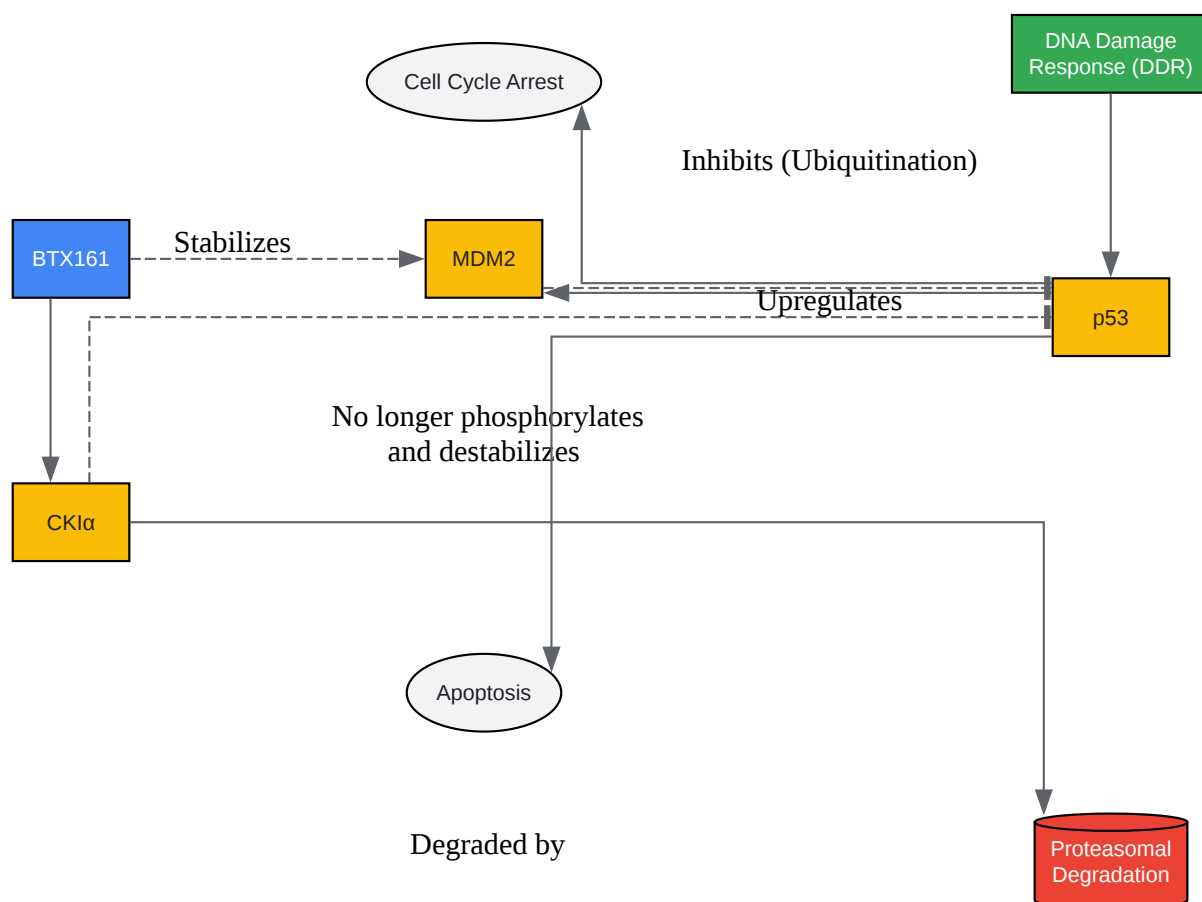 DNA Damage
Response (DDR)
Cell Cycle Arrest
Inhibits (Ubiquitination)
BTX161
Stabilizes
MDM2
Upregulates
p53
No longer phosphorylates
and destabilizes
CKIα
Apoptosis
Degraded by
Proteasomal
Degradation